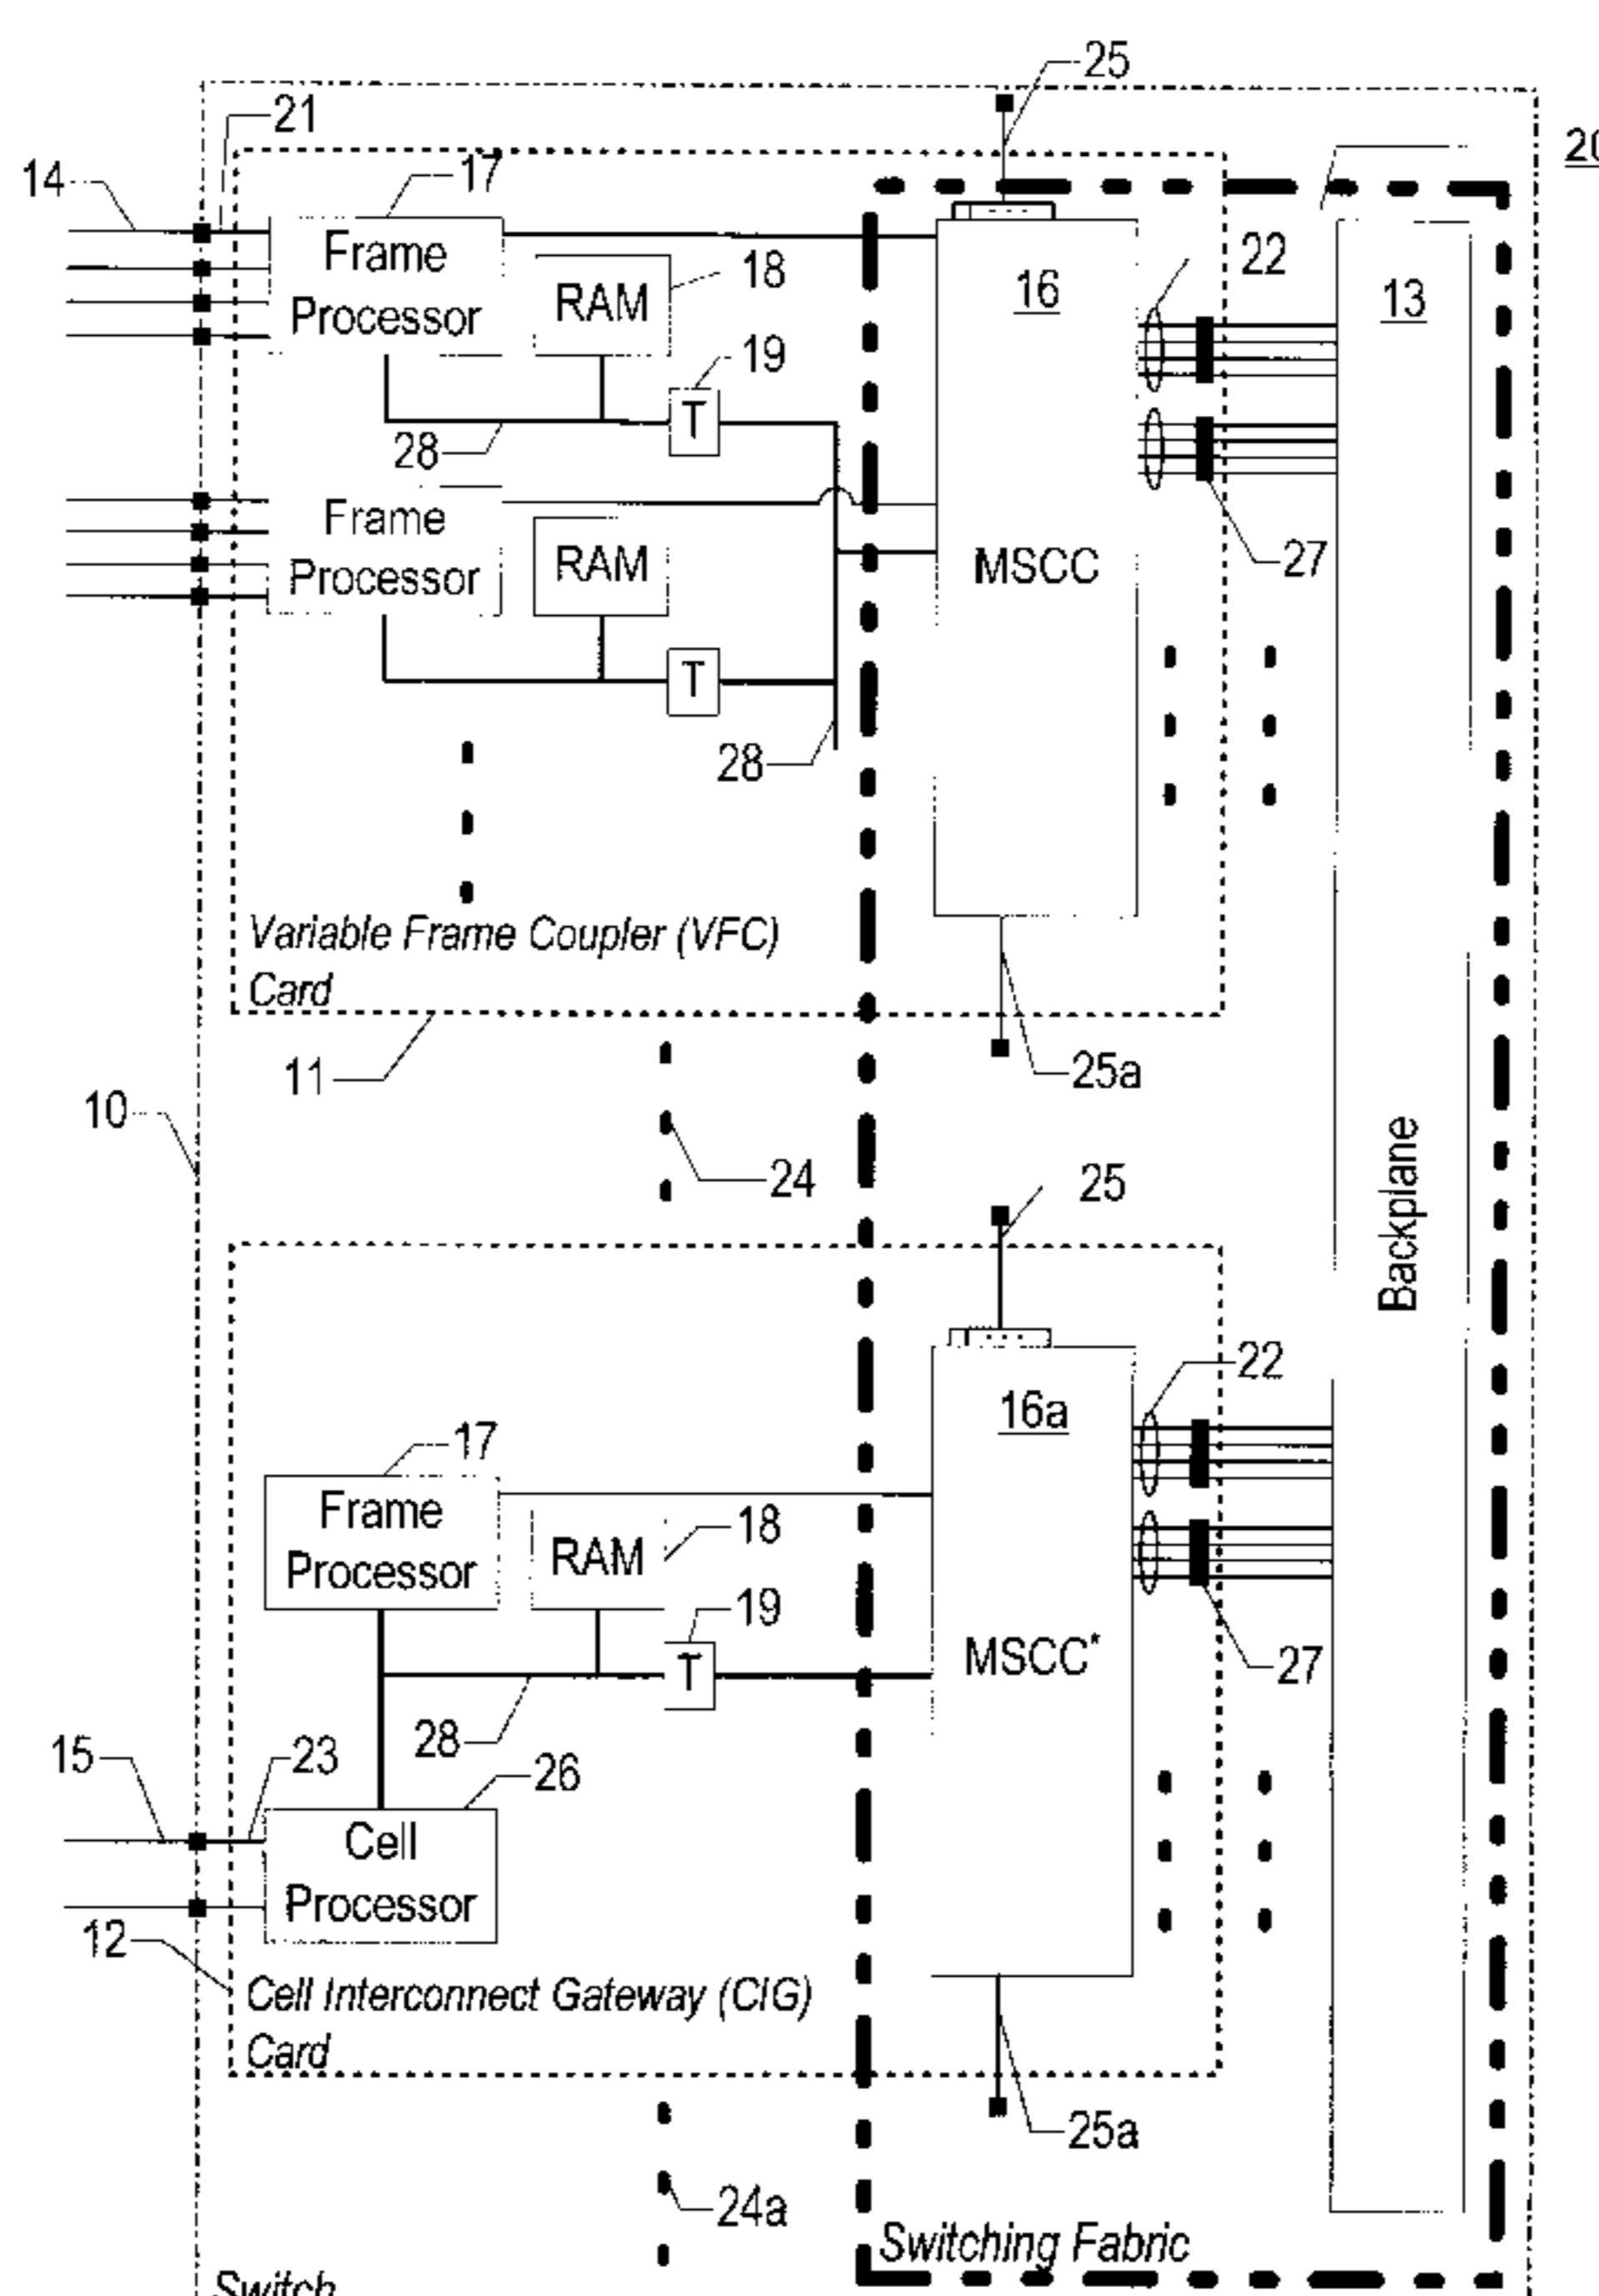 25
21
14
17
Frame
Processor
RAM
18
19
T
28
16
22
13
Frame
Processor
RAM
T
28
MSCC
27
Variable Frame Coupler (VFC)
Card
11
25a
10
24
25
Backplane
16a
22
17
Frame
Processor
RAM
18
19
T
28
MSCC*
27
15
23
26
Cell
Processor
12
Cell Interconnect Gateway (CIG)
Card
25a
24a
Switching Fabric
Switch